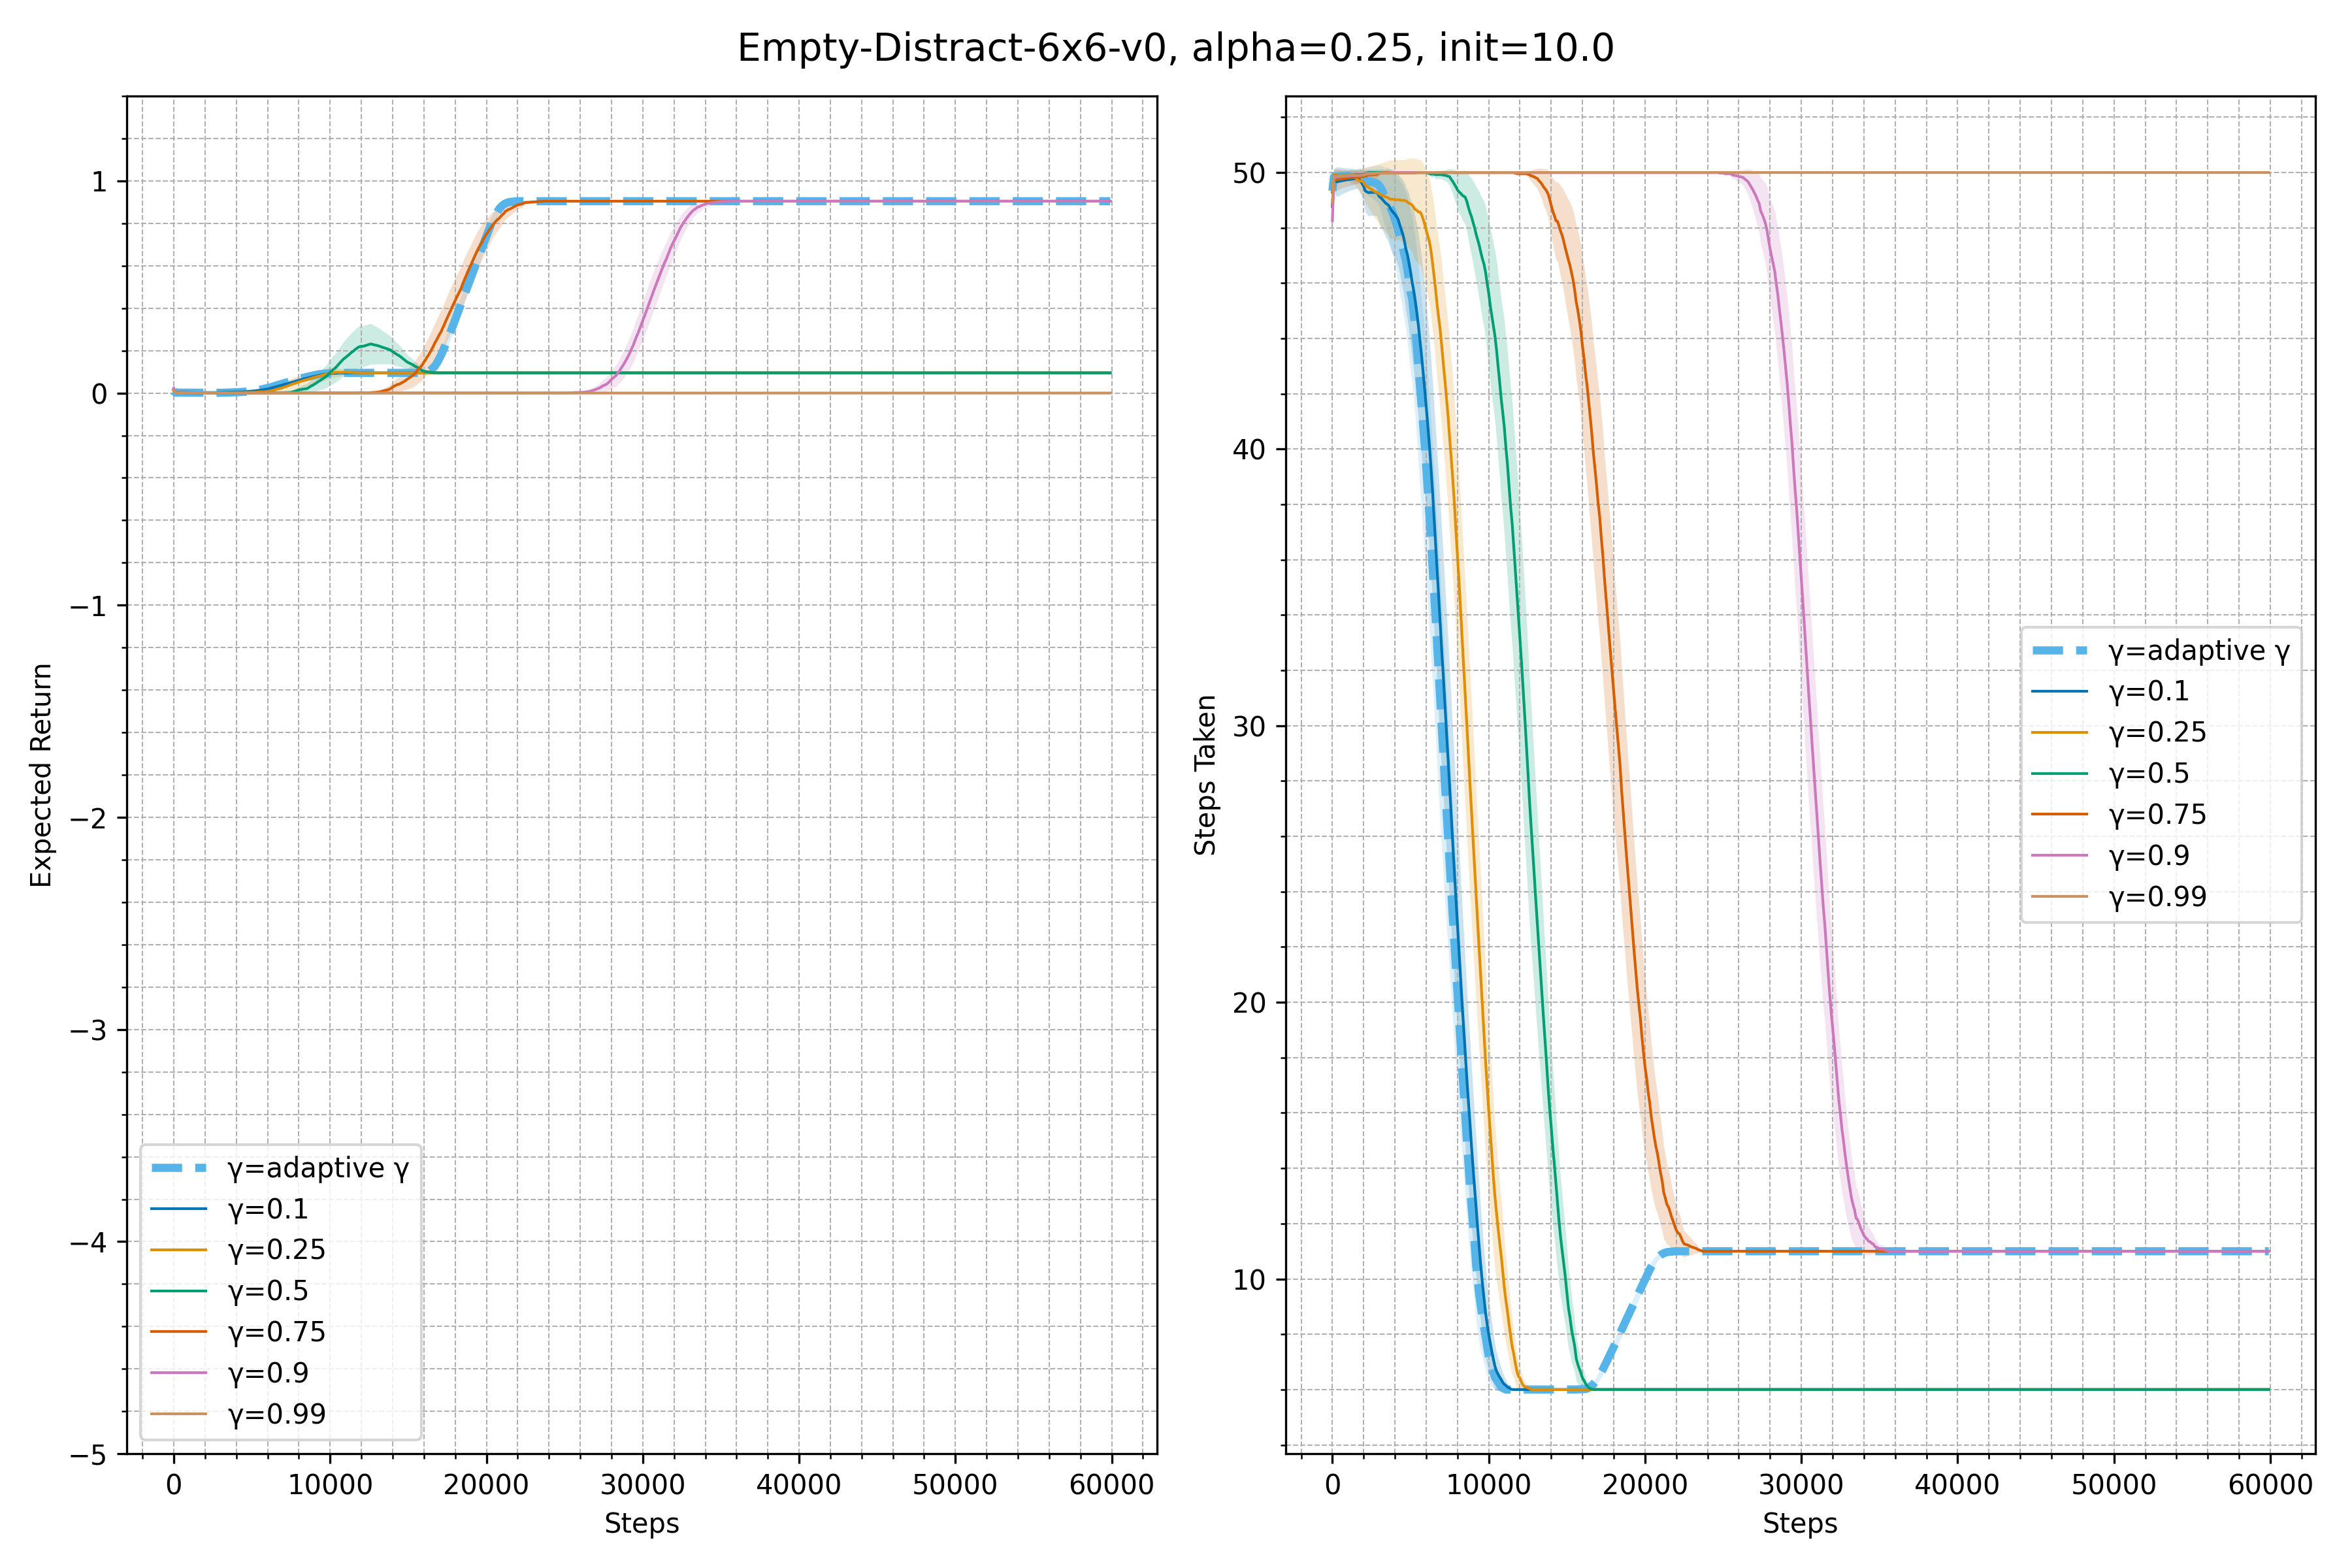 Empty-Distract-6x6-v0, alpha=0.25, init=10.0
Expected Return
1
0
−1
−2
−3
−4
−5
γ=adaptive γ
γ=0.1
γ=0.25
γ=0.5
γ=0.75
γ=0.9
γ=0.99
0 10000 20000 30000 40000 50000 60000
Steps
Steps Taken
50
40
30
20
10
γ=adaptive γ
γ=0.1
γ=0.25
γ=0.5
γ=0.75
γ=0.9
γ=0.99
0 10000 20000 30000 40000 50000 60000
Steps